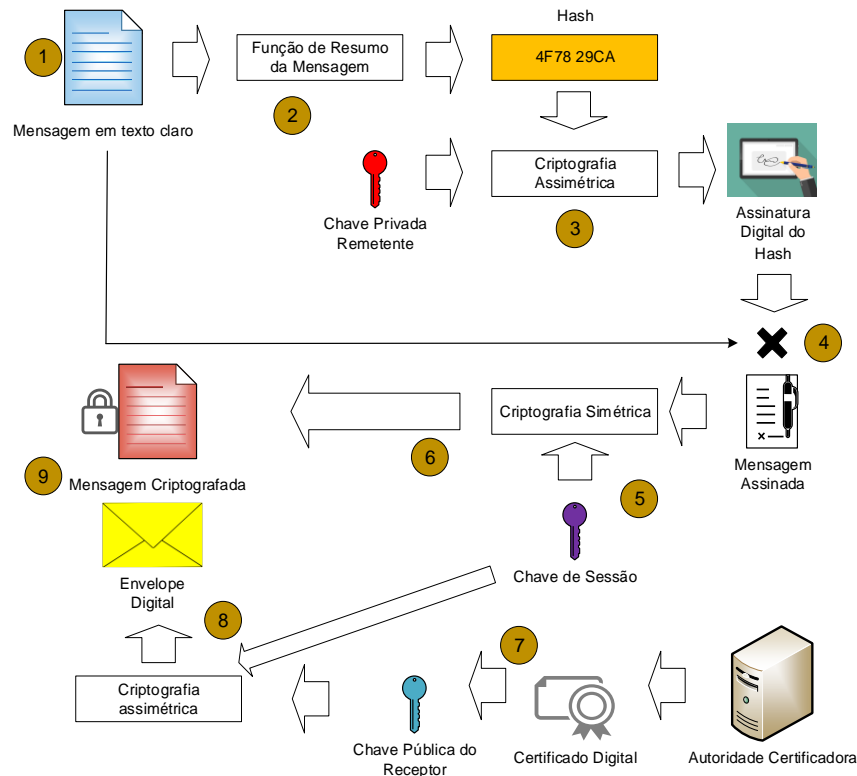 Hash
1
Função de Resumo
da Mensagem
4F78 29CA
2
Mensagem em texto claro
Criptografia
Assimétrica
Chave Privada
Remetente
3
Assinatura
Digital do
Hash
4
Criptografia Simétrica
6
9
Mensagem Criptografada
5
Mensagem
Assinada
Envelope
Digital
Chave de Sessão
8
7
Criptografia
assimétrica
Chave Pública do
Receptor
Certificado Digital
Autoridade Certificadora